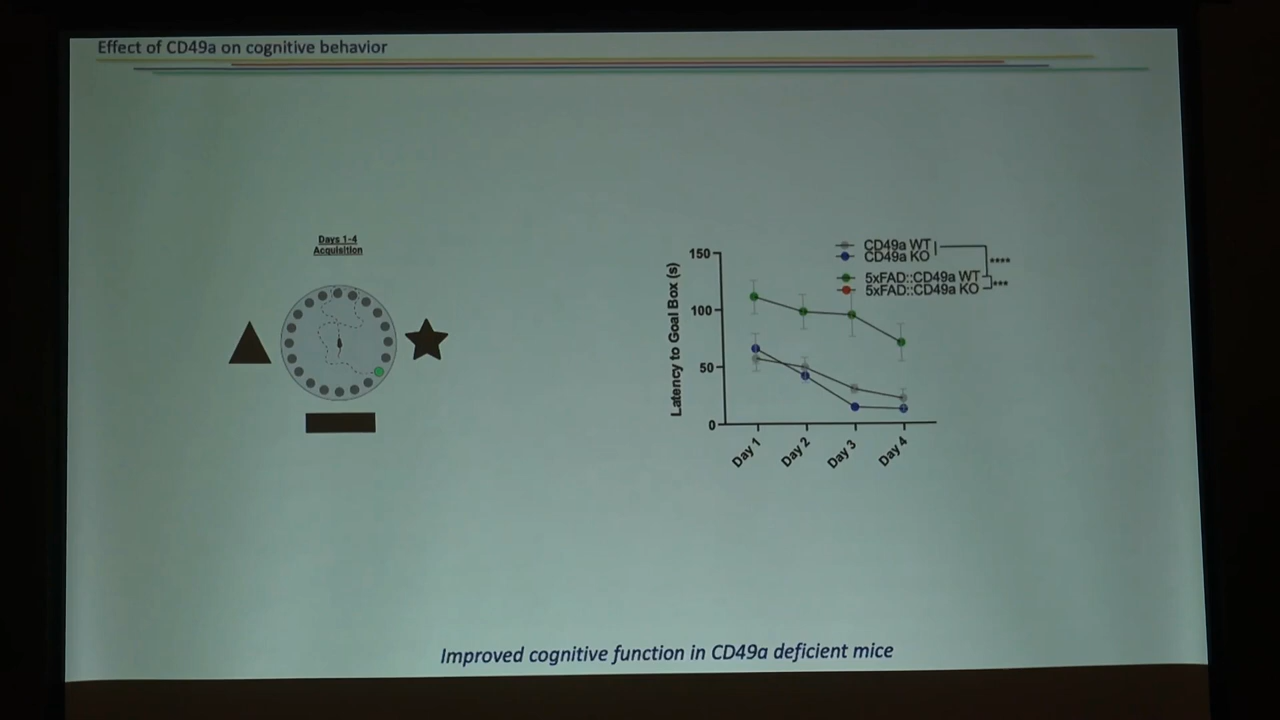 Effect of CD49a on cognitive behavior
Days 1-4
Acquisition
Latency to Goal Box (s)
150
100
50
0
Day 1
Day 2
Day 3
Day 4
CD49a WT
CD49a KO
5xFAD::CD49a WT
5xFAD::CD49a KO
****
***
Improved cognitive function in CD49a deficient mice